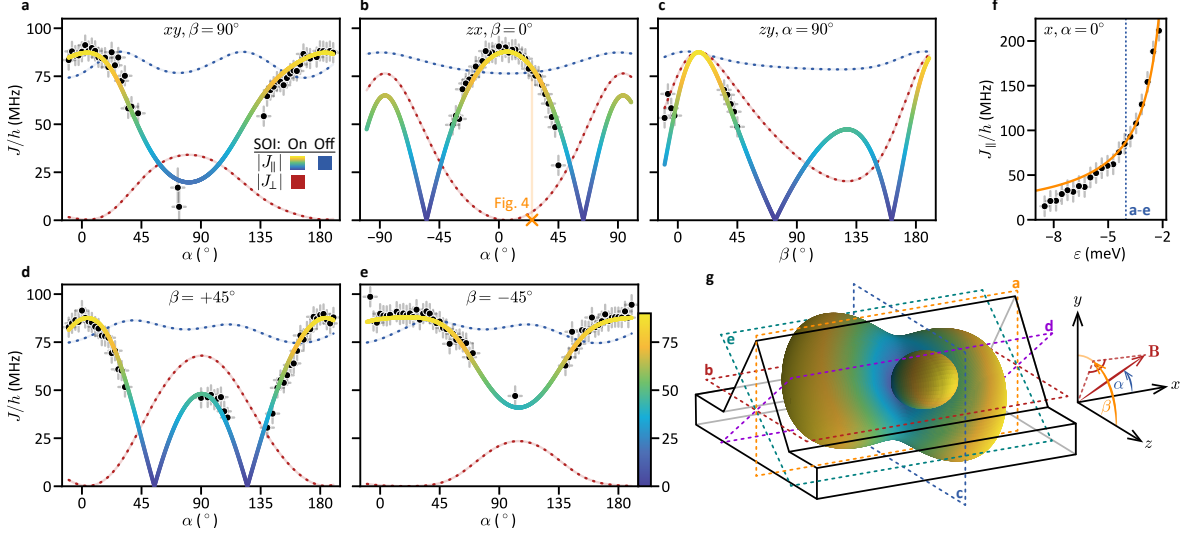 a
xy, β = 90°
100
75
50
25
0
J/h (MHz)
0 45 90 135 180
α (°)
SOI: On Off
|J∥|
|J⊥|
b
zx, β = 0°
Fig. 4
−90 −45 0 45 90
α (°)
c
zy, α = 90°
0 45 90 135 180
β (°)
f
x, α = 0°
200
150
100
50
0
J∥/h (MHz)
a-e
−8 −5 −2
ε (meV)
d
β = +45°
100
75
50
25
0
J/h (MHz)
0 45 90 135 180
α (°)
e
β = −45°
0 45 90 135 180
α (°)
75
50
25
0
g
a
e
d
b
c
y
B
α
x
β
z